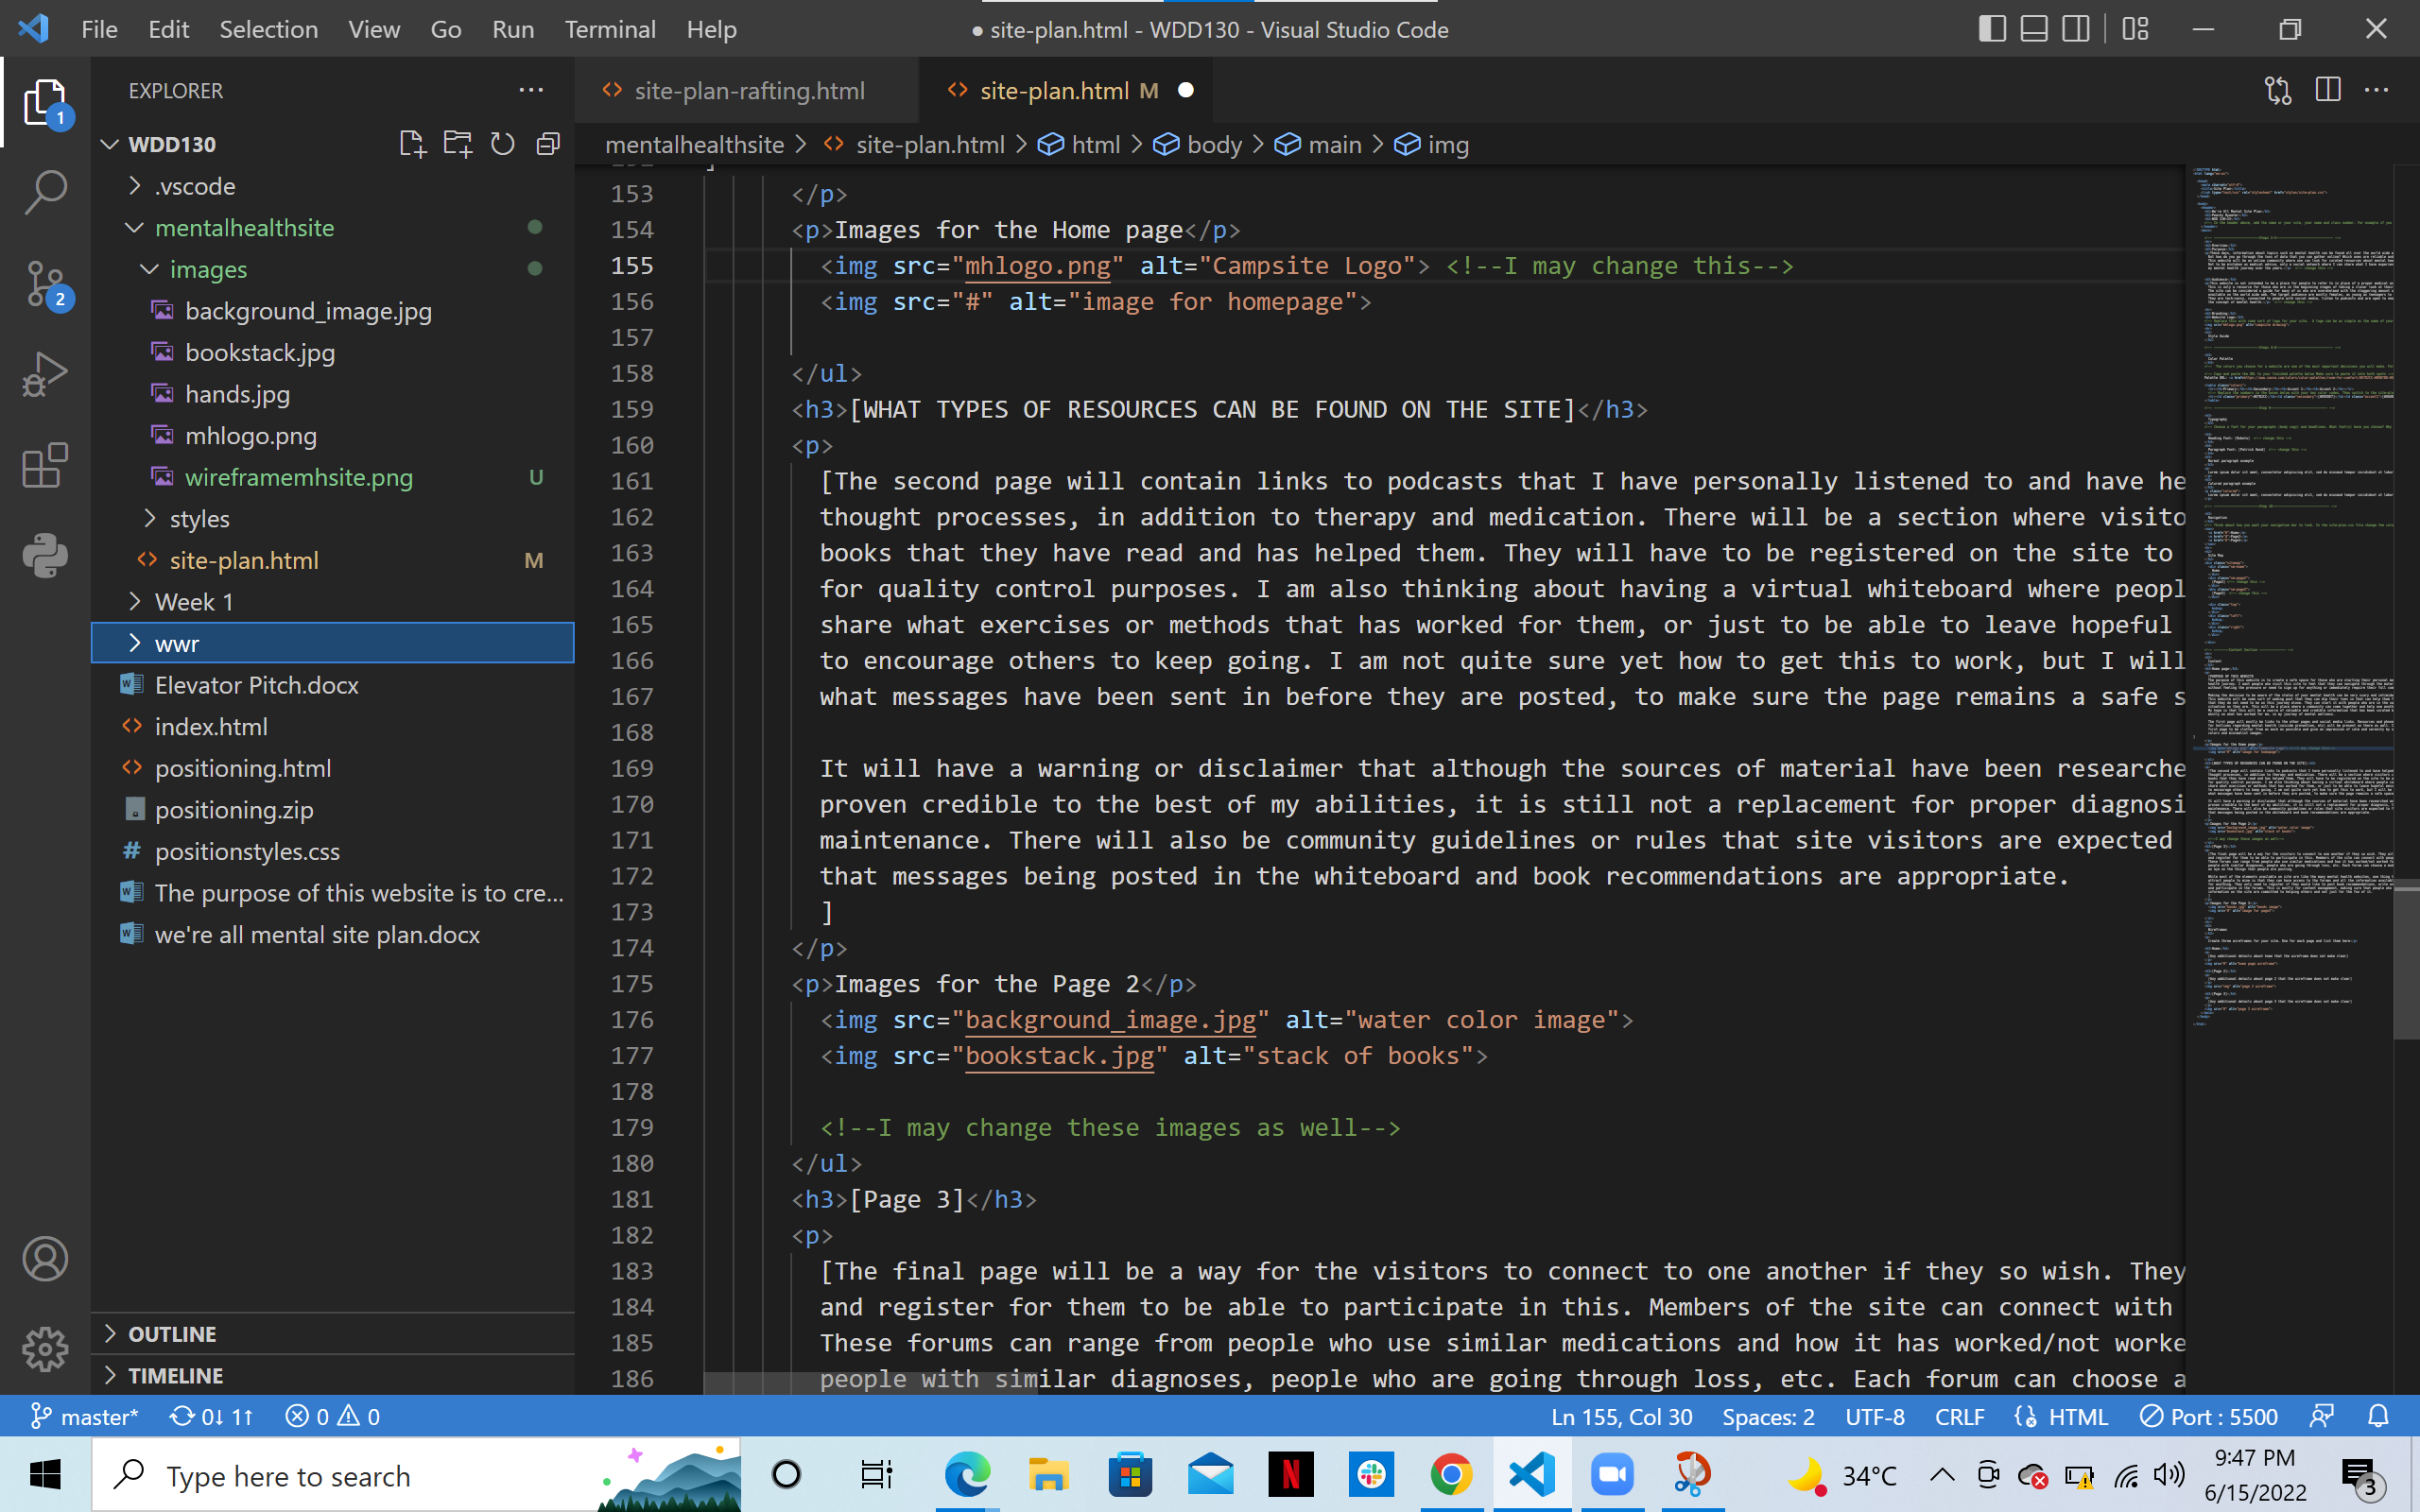 File Edit Selection View Go Run Terminal Help
● site-plan.html - WDD130 - Visual Studio Code
EXPLORER
WDD130
.vscode
mentalhealthsite
images
background_image.jpg
bookstack.jpg
hands.jpg
mhlogo.png
wireframemhsite.png U
styles
site-plan.html M
Week 1
wwr
Elevator Pitch.docx
index.html
positioning.html
positioning.zip
positionstyles.css
The purpose of this website is to cre...
we're all mental site plan.docx
OUTLINE
TIMELINE
1
2
site-plan-rafting.html
site-plan.html M
mentalhealthsite > site-plan.html > html > body > main > img
153 </p>
154 <p>Images for the Home page</p>
155 <img src="mhlogo.png" alt="Campsite Logo"> <!--I may change this-->
156 <img src="#" alt="image for homepage">
157
158 </ul>
159 <h3>[WHAT TYPES OF RESOURCES CAN BE FOUND ON THE SITE]</h3>
160 <p>
161 [The second page will contain links to podcasts that I have personally listened to and have he
162 thought processes, in addition to therapy and medication. There will be a section where visito
163 books that they have read and has helped them. They will have to be registered on the site to
164 for quality control purposes. I am also thinking about having a virtual whiteboard where peopl
165 share what exercises or methods that has worked for them, or just to be able to leave hopeful
166 to encourage others to keep going. I am not quite sure yet how to get this to work, but I will
167 what messages have been sent in before they are posted, to make sure the page remains a safe s
168
169 It will have a warning or disclaimer that although the sources of material have been researche
170 proven credible to the best of my abilities, it is still not a replacement for proper diagnosi
171 maintenance. There will also be community guidelines or rules that site visitors are expected
172 that messages being posted in the whiteboard and book recommendations are appropriate.
173 ]
174 </p>
175 <p>Images for the Page 2</p>
176 <img src="background_image.jpg" alt="water color image">
177 <img src="bookstack.jpg" alt="stack of books">
178
179 <!--I may change these images as well-->
180 </ul>
181 <h3>[Page 3]</h3>
182 <p>
183 [The final page will be a way for the visitors to connect to one another if they so wish. They
184 and register for them to be able to participate in this. Members of the site can connect with
185 These forums can range from people who use similar medications and how it has worked/not worke
186 people with similar diagnoses, people who are going through loss, etc. Each forum can choose a
master* 0↓ 1↑ 0 0
Ln 155, Col 30 Spaces: 2 UTF-8 CRLF HTML Port : 5500
Type here to search
34°C
9:47 PM
6/15/2022
3